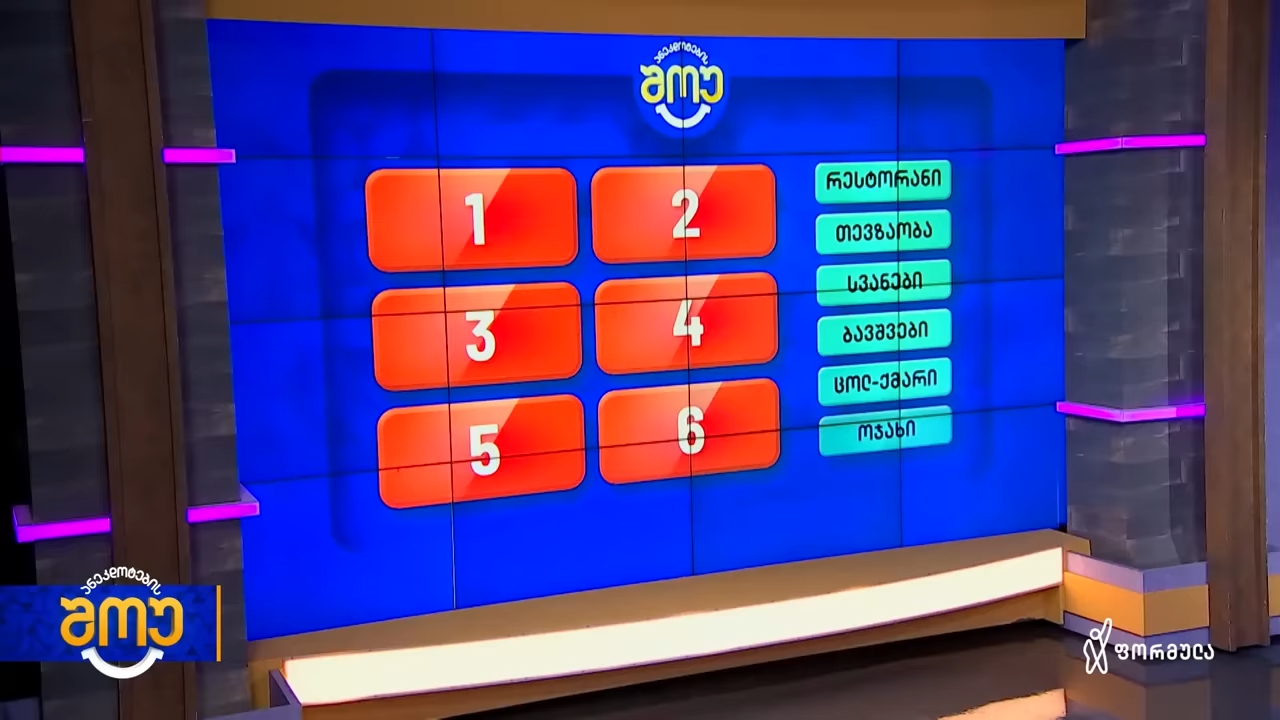 ანეკდოტების
შოუ
1
2
3
4
5
6
რესტორანი
თევზაობა
სვანები
ბავშვები
ცოლ-ქმარი
ოჯახი
ანეკდოტების
შოუ
ფორმულა